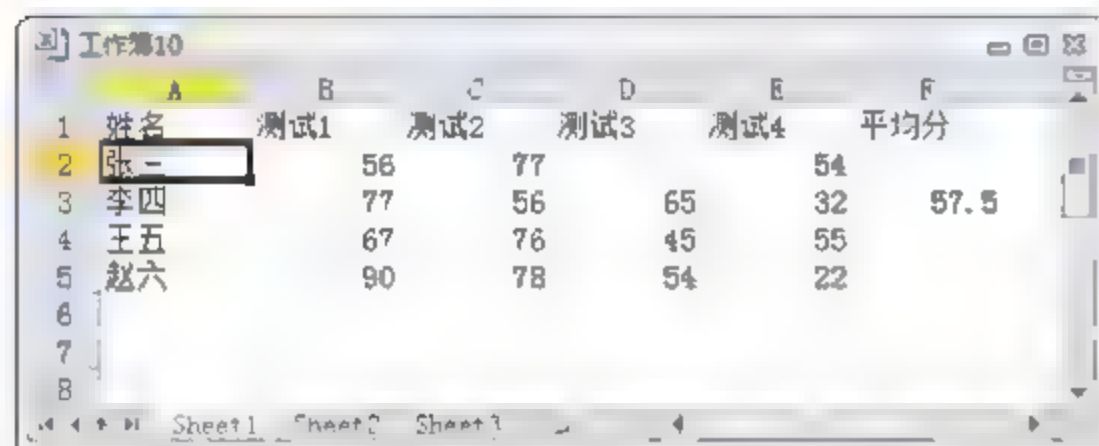 工作簿10
A B C D E F
1 姓名 测试1 测试2 测试3 测试4 平均分
2 张三 56 77 54
3 李四 77 56 65 32 57.5
4 王五 67 76 45 55
5 赵六 90 78 54 22
6
7
8
Sheet1 Sheet2 Sheet3